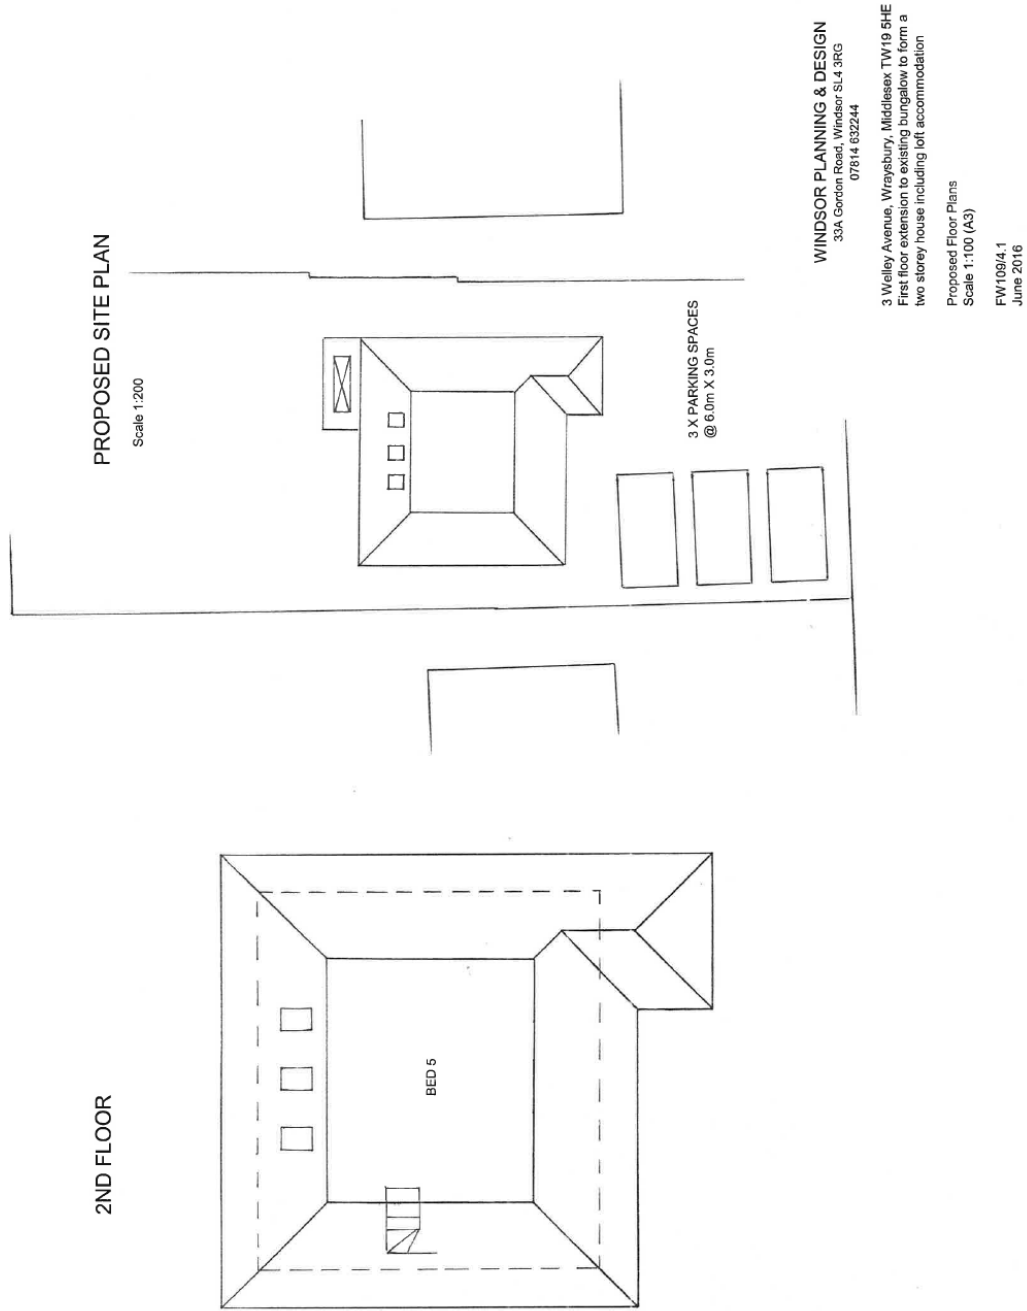 2ND FLOOR
BED 5
PROPOSED SITE PLAN
Scale 1:200
3 X PARKING SPACES
@ 6.0m X 3.0m
WINDSOR PLANNING & DESIGN
33A Gordon Road, Windsor SL4 3RG
07814 632244
3 Welley Avenue, Wraysbury, Middlesex TW19 5HE
First floor extension to existing bungalow to form a
two storey house including loft accommodation
Proposed Floor Plans
Scale 1:100 (A3)
FW109/4.1
June 2016